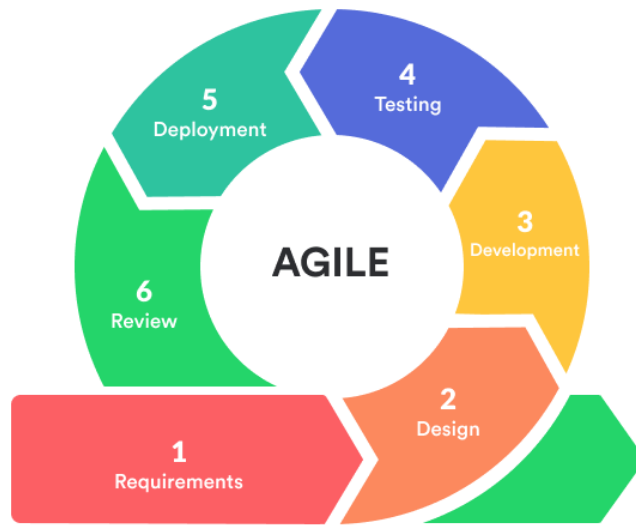 AGILE
1
Requirements
2
Design
3
Development
4
Testing
5
Deployment
6
Review